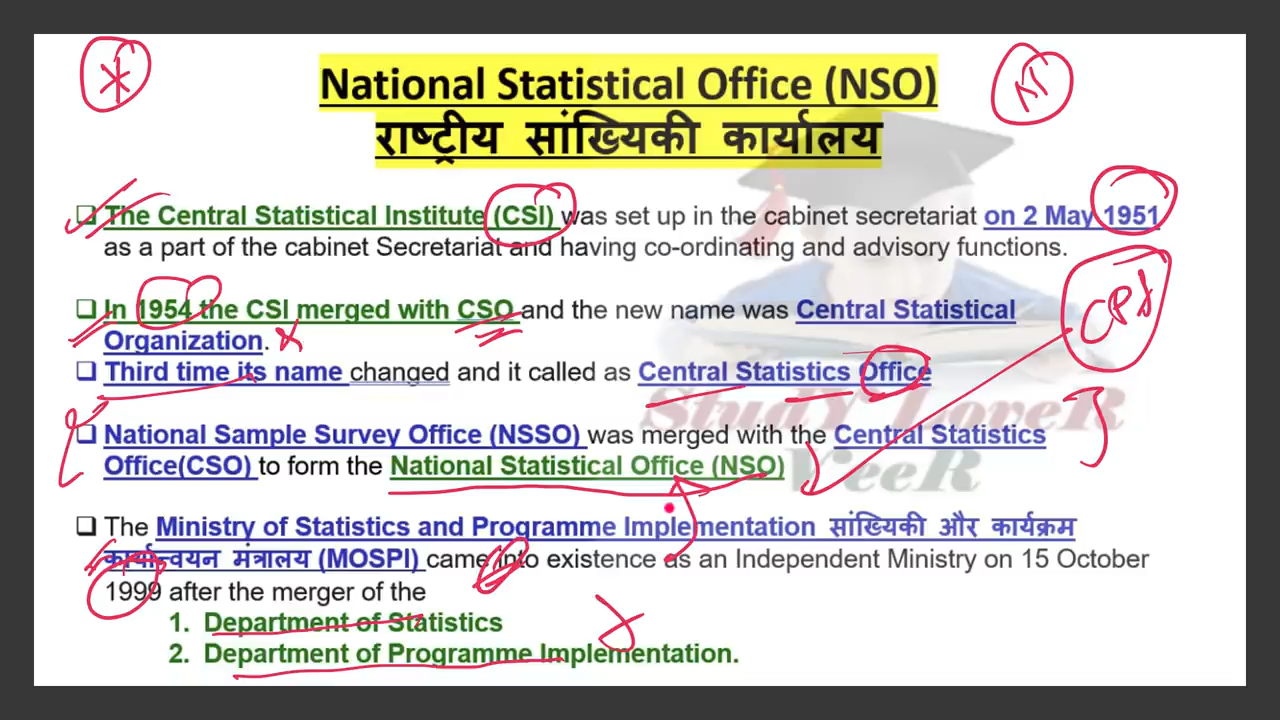 National Statistical Office (NSO)
राष्ट्रीय सांख्यिकी कार्यालय
The Central Statistical Institute (CSI) was set up in the cabinet secretariat on 2 May 1951
as a part of the cabinet Secretariat and having co-ordinating and advisory functions.
In 1954 the CSI merged with CSO and the new name was Central Statistical
Organization.
CPI
Third time its name changed and it called as Central Statistics Office
StudY LoveR
National Sample Survey Office (NSSO) was merged with the Central Statistics
Office(CSO) to form the National Statistical Office (NSO)
VeeR
The Ministry of Statistics and Programme Implementation सांख्यिकी और कार्यक्रम
कार्यान्वयन मंत्रालय (MOSPI) came into existence as an Independent Ministry on 15 October
1999 after the merger of the
1. Department of Statistics
2. Department of Programme Implementation.